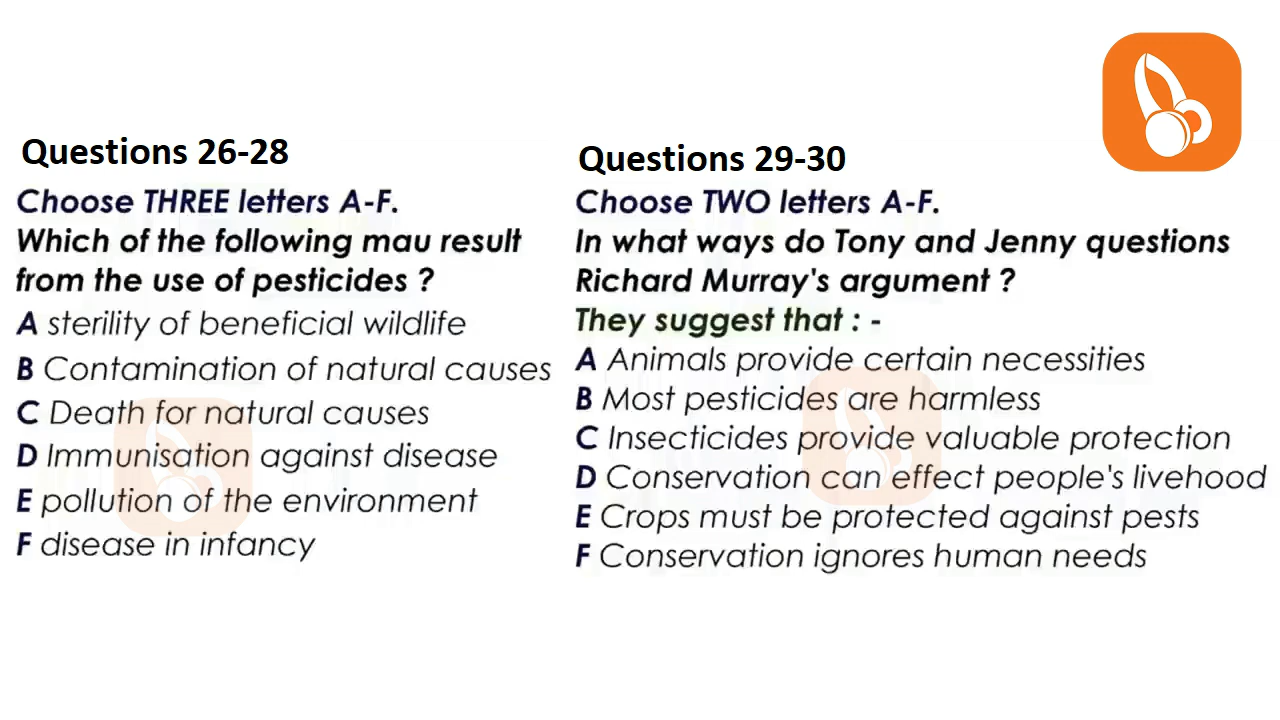 Questions 26-28
Choose THREE letters A-F.
Which of the following mau result
from the use of pesticides ?
A sterility of beneficial wildlife
B Contamination of natural causes
C Death for natural causes
D Immunisation against disease
E pollution of the environment
F disease in infancy
Questions 29-30
Choose TWO letters A-F.
In what ways do Tony and Jenny questions
Richard Murray's argument ?
They suggest that : -
A Animals provide certain necessities
B Most pesticides are harmless
C Insecticides provide valuable protection
D Conservation can effect people's livehood
E Crops must be protected against pests
F Conservation ignores human needs